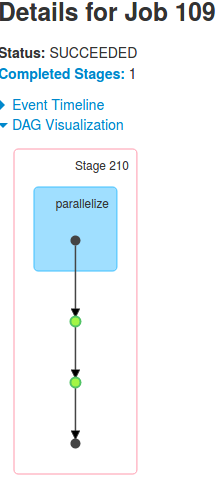 Details for Job 109
Status: SUCCEEDED
Completed Stages: 1
Event Timeline
DAG Visualization
Stage 210
parallelize